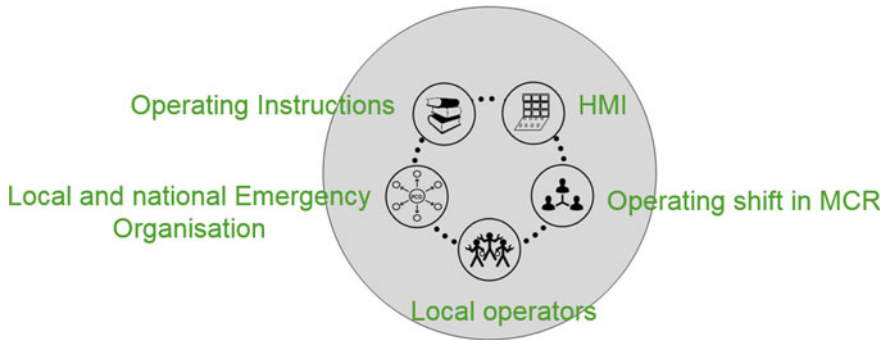 Operating Instructions
HMI
Local and national Emergency
Organisation
Operating shift in MCR
Local operators